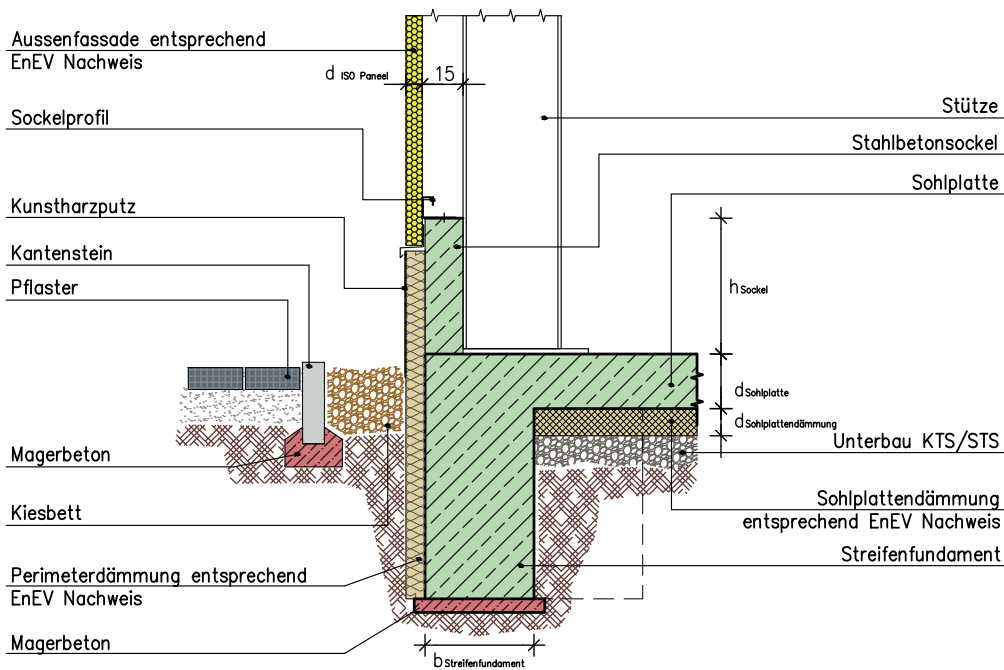 Aussenfassade entsprechend
EnEV Nachweis
d ISO Paneel
15
Sockelprofil
Kunstharzputz
Kantenstein
Pflaster
Magerbeton
Kiesbett
Perimeterdämmung entsprechend
EnEV Nachweis
Magerbeton
Stütze
Stahlbetonsockel
Sohlplatte
h Sockel
d Sohlplatte
d Sohlplattendämmung
Unterbau KTS/STS
Sohlplattendämmung
entsprechend EnEV Nachweis
Streifenfundament
b Streifenfundament